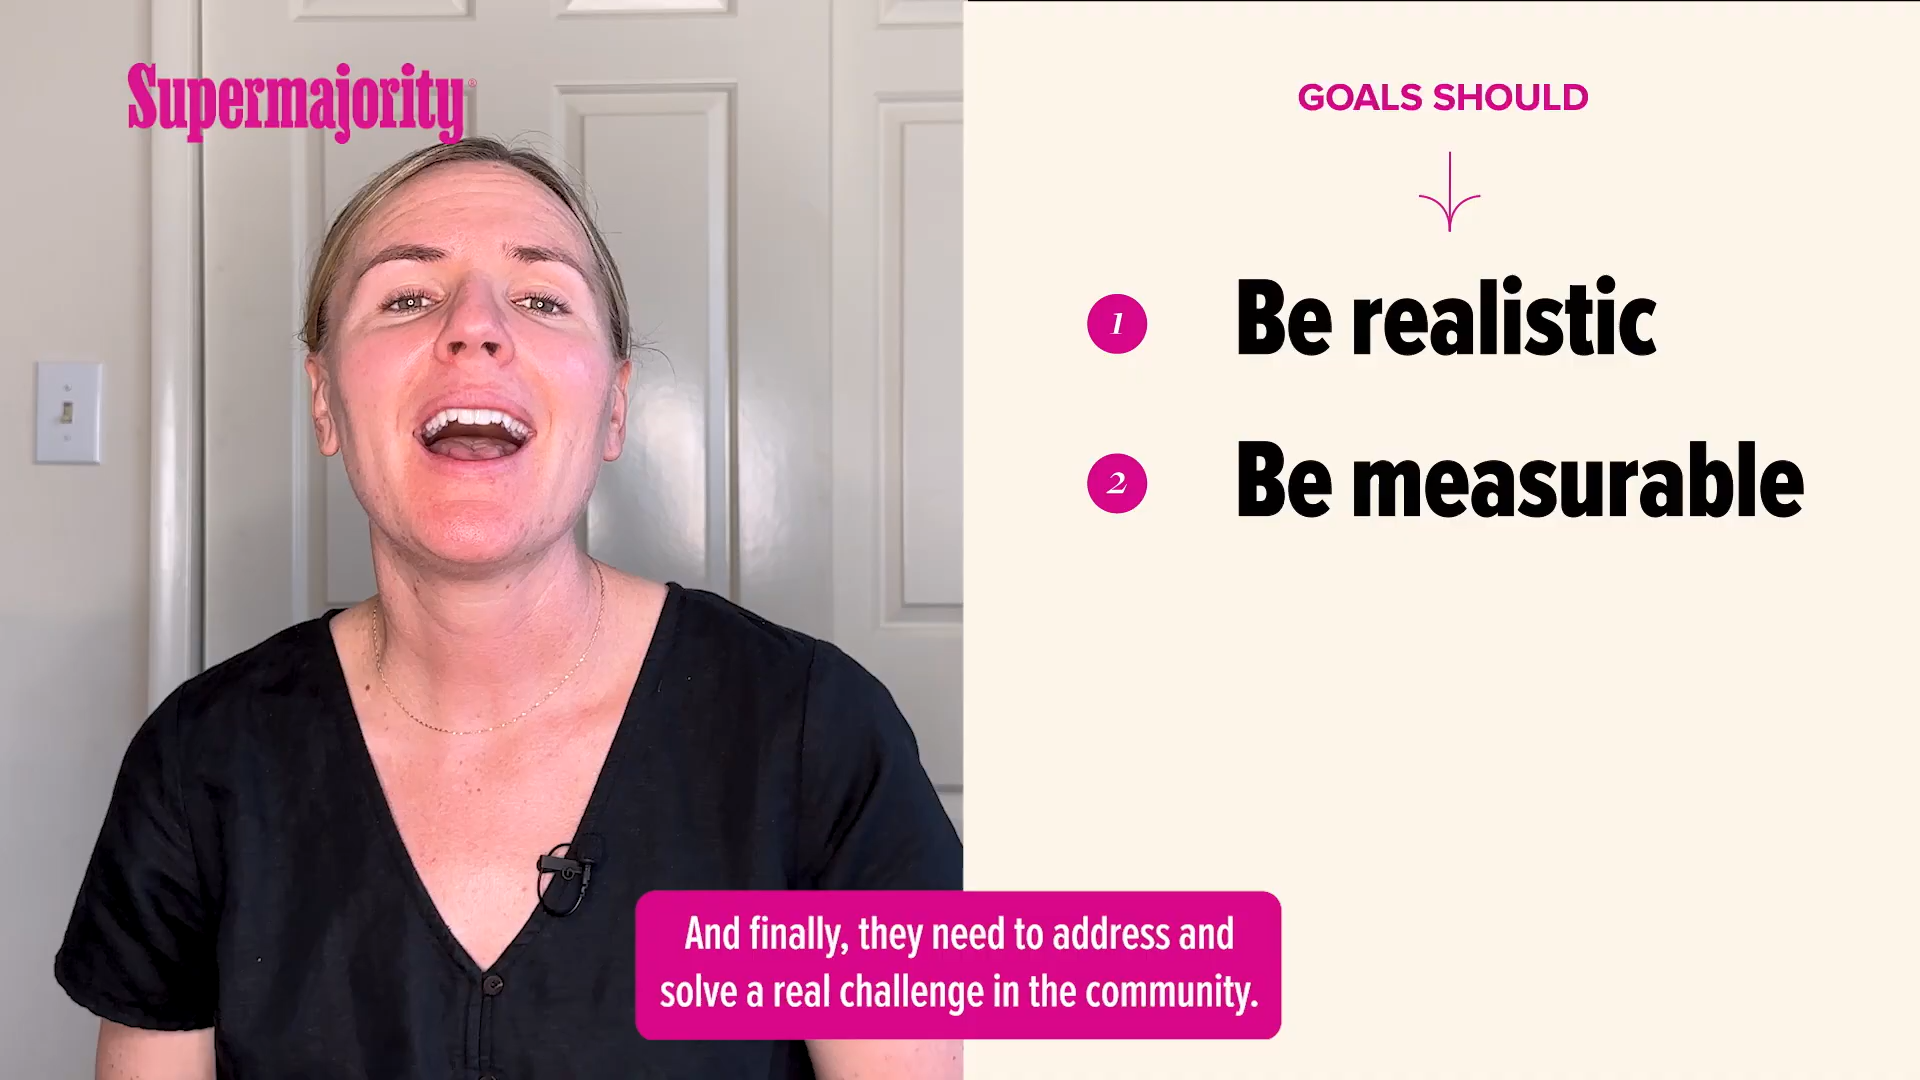 Supermajority®
GOALS SHOULD
1 Be realistic
2 Be measurable
And finally, they need to address and
solve a real challenge in the community.